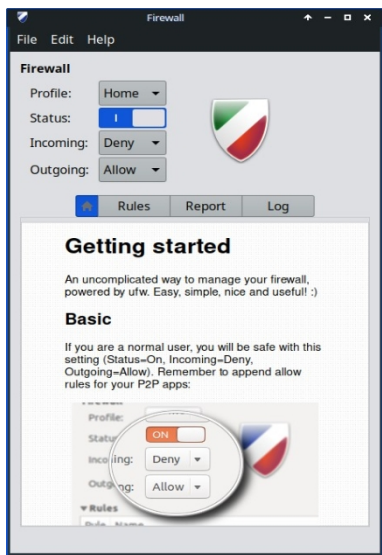 Firewall
File Edit Help
Firewall
Profile: Home
Status:
Incoming: Deny
Outgoing: Allow
Rules Report Log
Getting started
An uncomplicated way to manage your firewall,
powered by ufw. Easy, simple, nice and useful! :)
Basic
If you are a normal user, you will be safe with this
setting (Status=On, Incoming=Deny,
Outgoing=Allow). Remember to append allow
rules for your P2P apps:
Profile:
ON
Deny
Allow
Rules